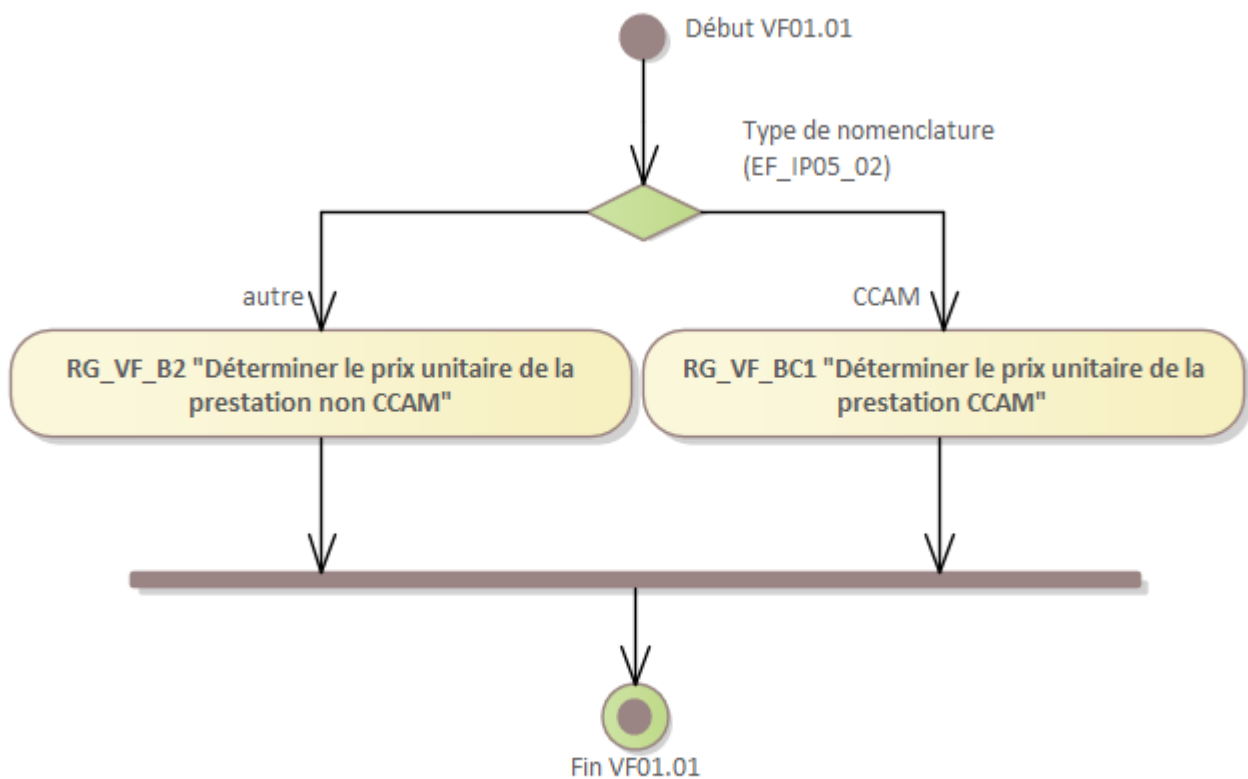 Début VF01.01
Type de nomenclature
(EF_IP05_02)
autre
CCAM
RG_VF_B2 "Déterminer le prix unitaire de la
prestation non CCAM"
RG_VF_BC1 "Déterminer le prix unitaire de la
prestation CCAM"
Fin VF01.01